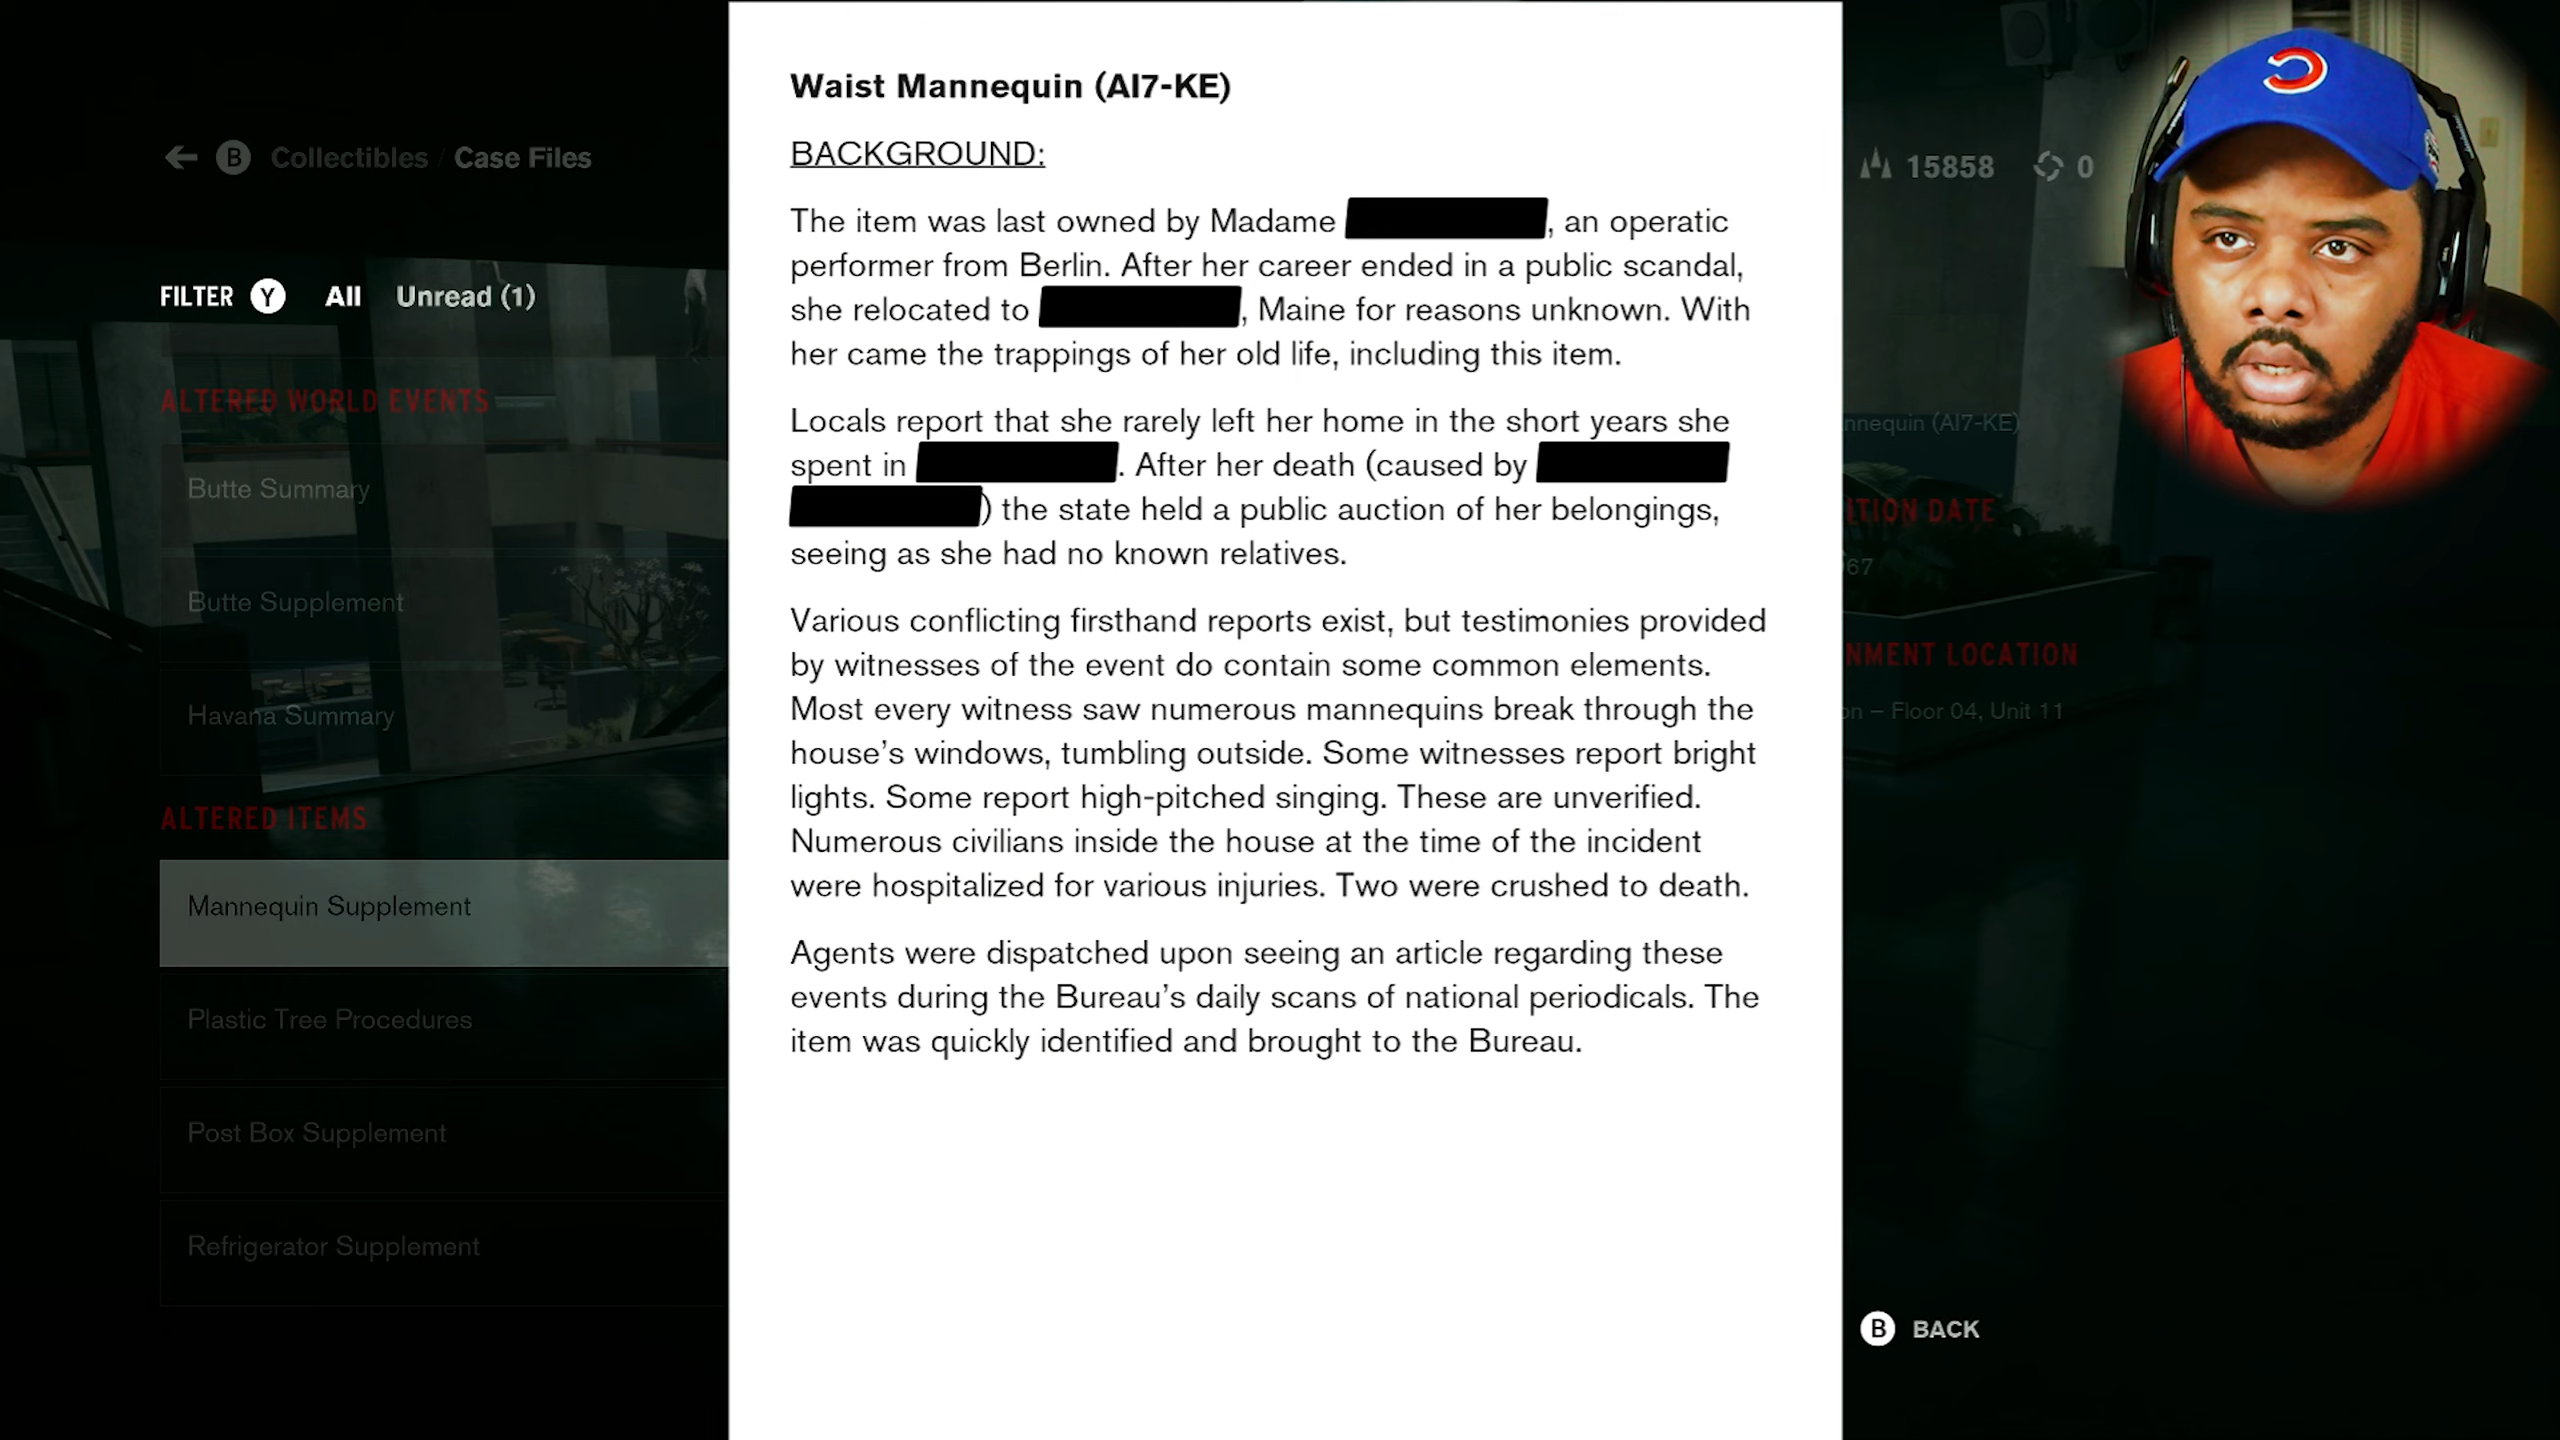 Waist Mannequin (AI7-KE)
BACKGROUND:
The item was last owned by Madame , an operatic
performer from Berlin. After her career ended in a public scandal,
she relocated to , Maine for reasons unknown. With
her came the trappings of her old life, including this item.
Locals report that she rarely left her home in the short years she
spent in . After her death (caused by
) the state held a public auction of her belongings,
seeing as she had no known relatives.
Various conflicting firsthand reports exist, but testimonies provided
by witnesses of the event do contain some common elements.
Most every witness saw numerous mannequins break through the
house’s windows, tumbling outside. Some witnesses report bright
lights. Some report high-pitched singing. These are unverified.
Numerous civilians inside the house at the time of the incident
were hospitalized for various injuries. Two were crushed to death.
Agents were dispatched upon seeing an article regarding these
events during the Bureau’s daily scans of national periodicals. The
item was quickly identified and brought to the Bureau.
B Collectibles / Case Files
FILTER Y All Unread (1)
ALTERED WORLD EVENTS
Butte Summary
Butte Supplement
Havana Summary
ALTERED ITEMS
Mannequin Supplement
Plastic Tree Procedures
Post Box Supplement
Refrigerator Supplement
15858 0
nnequin (AI7-KE)
ITION DATE
67
NMENT LOCATION
on – Floor 04, Unit 11
B BACK
C